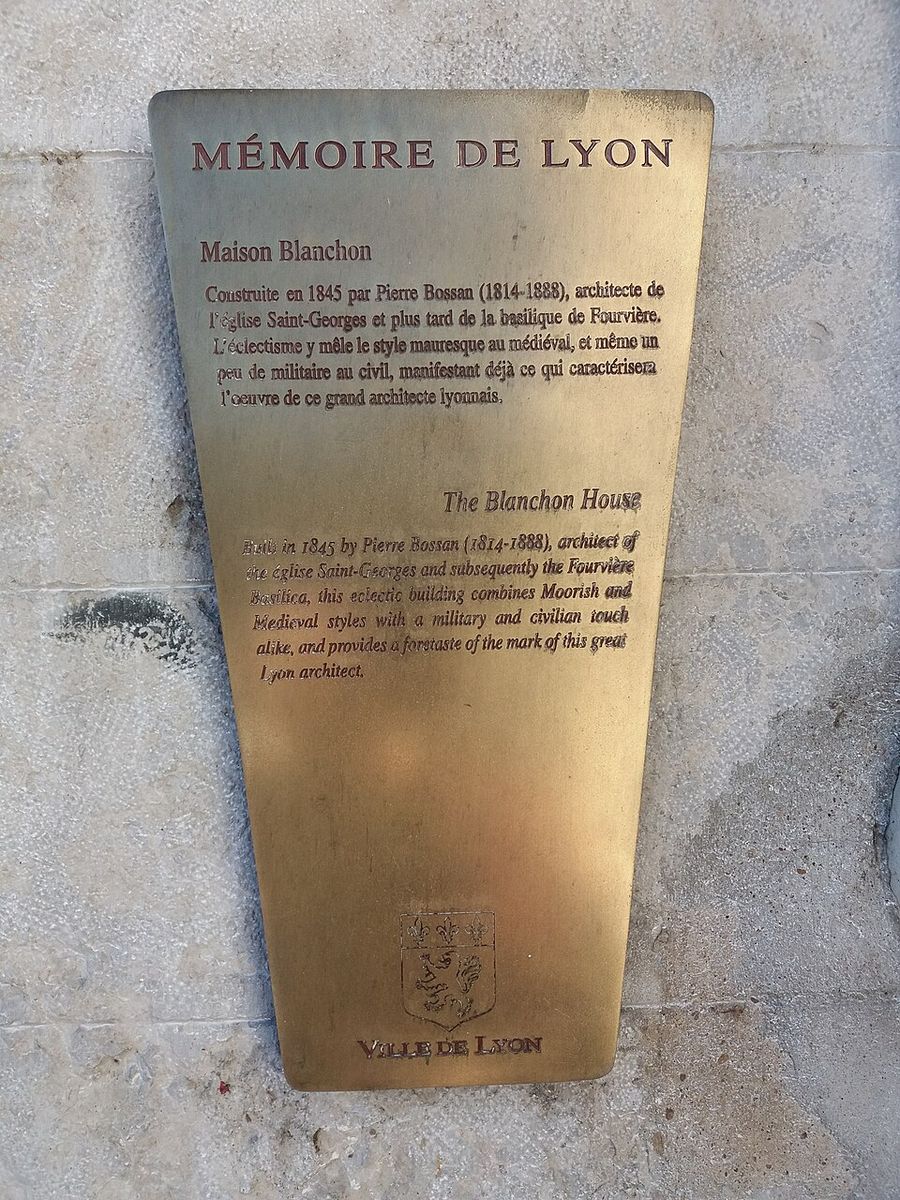 MÉMOIRE DE LYON
Maison Blanchon
Construite en 1845 par Pierre Bossan (1814-1888), architecte de
l'église Saint-Georges et plus tard de la basilique de Fourvière.
L'éclectisme y mêle le style mauresque au médiéval, et même un
peu de militaire au civil, manifestant déjà ce qui caractérisera
l'oeuvre de ce grand architecte lyonnais.
The Blanchon House
Built in 1845 by Pierre Bossan (1814-1888), architect of
the église Saint-Georges and subsequently the Fourvière
Basilica, this eclectic building combines Moorish and
Medieval styles with a military and civilian touch
alike, and provides a foretaste of the mark of this great
Lyon architect.
VILLE DE LYON